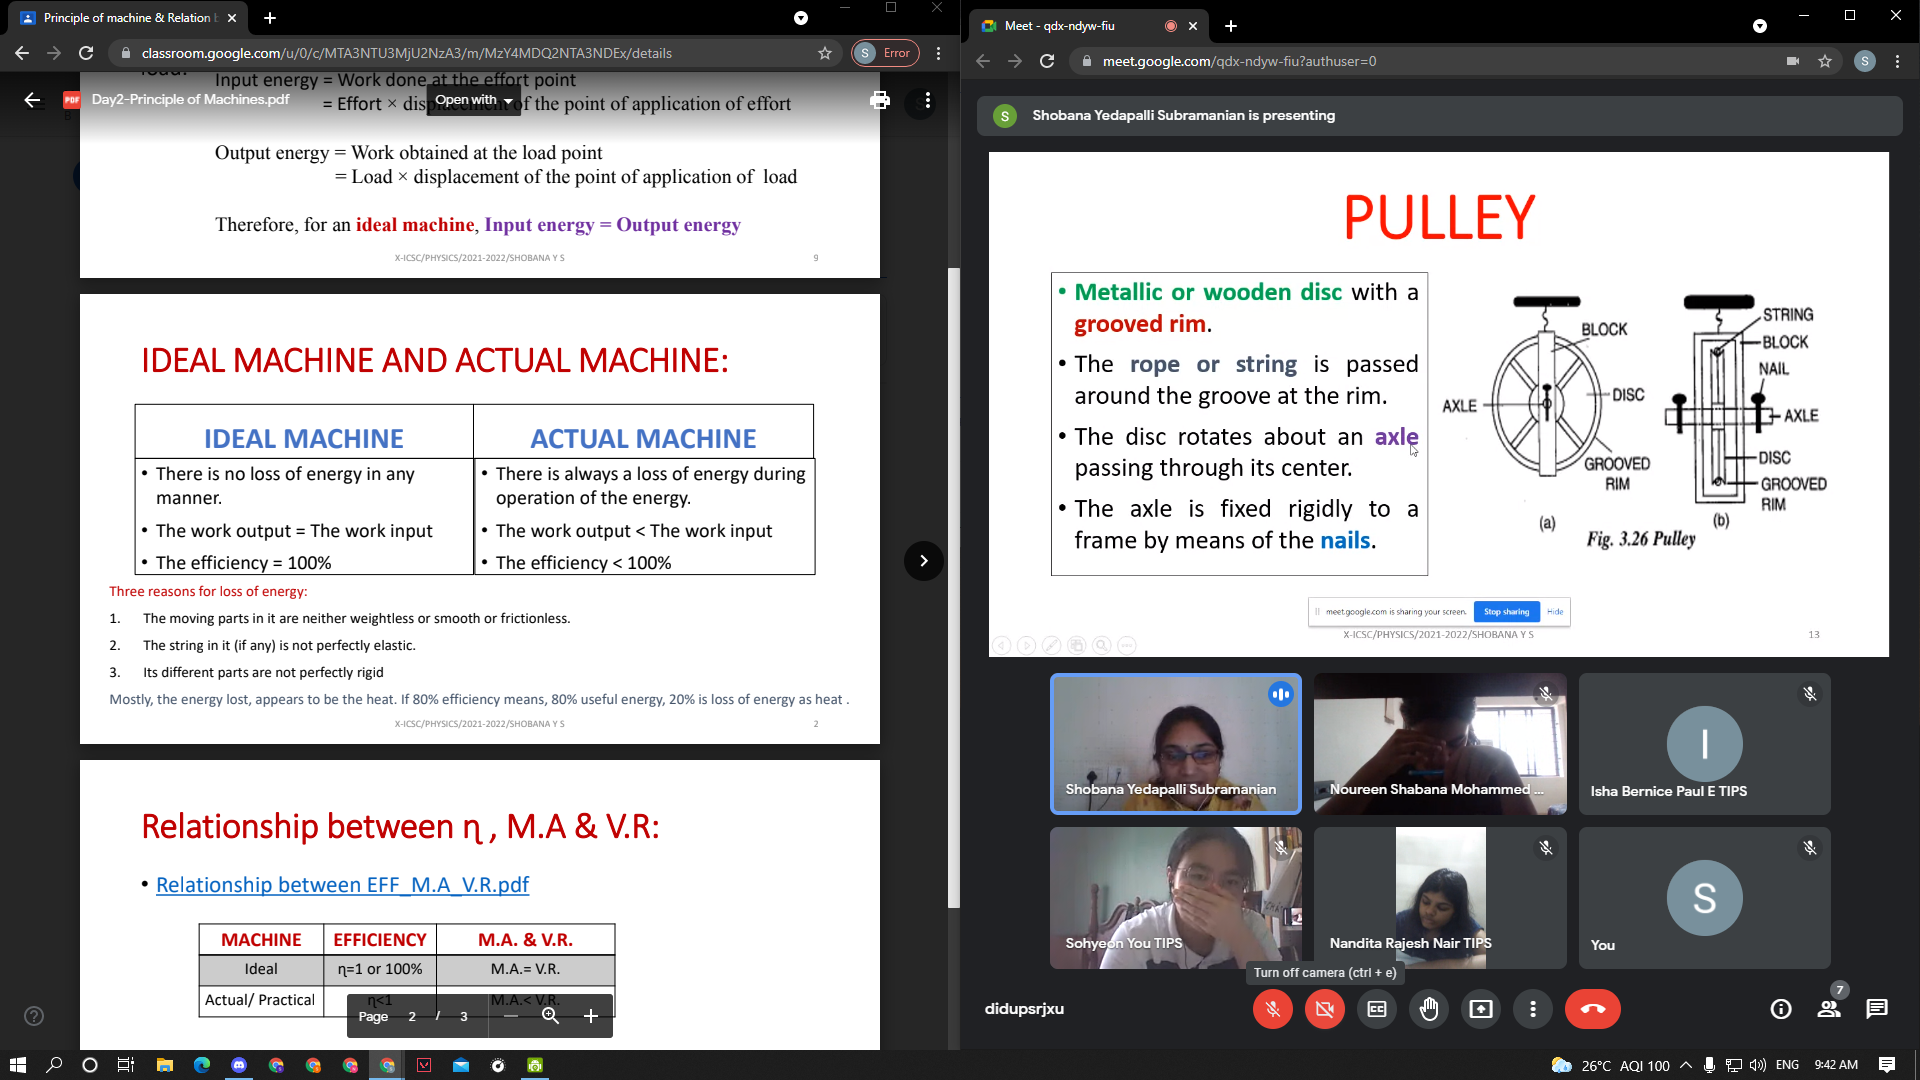 Principle of machine & Relation b
classroom.google.com/u/0/c/MTA3NTU3MjU2NzA3/m/MzY4MDQ2NTA3NDEx/details
S
Error
PDF
Day2-Principle of Machines.pdf
Open with
load.
Input energy = Work done at the effort point
= Effort × displacement of the point of application of effort
Output energy = Work obtained at the load point
= Load × displacement of the point of application of load
Therefore, for an ideal machine, Input energy = Output energy
X-ICSC/PHYSICS/2021-2022/SHOBANA Y S
9
IDEAL MACHINE AND ACTUAL MACHINE:
IDEAL MACHINE
ACTUAL MACHINE
• There is no loss of energy in any
manner.
• The work output = The work input
• The efficiency = 100%
• There is always a loss of energy during
operation of the energy.
• The work output < The work input
• The efficiency < 100%
Three reasons for loss of energy:
1. The moving parts in it are neither weightless or smooth or frictionless.
2. The string in it (if any) is not perfectly elastic.
3. Its different parts are not perfectly rigid
Mostly, the energy lost, appears to be the heat. If 80% efficiency means, 80% useful energy, 20% is loss of energy as heat .
X-ICSC/PHYSICS/2021-2022/SHOBANA Y S
2
Relationship between η , M.A & V.R:
• Relationship between EFF_M.A_V.R.pdf
MACHINE EFFICIENCY M.A. & V.R.
Ideal η=1 or 100% M.A.= V.R.
Actual/ Practical η<1 M.A.< V.R.
Page 2 / 3
Meet - qdx-ndyw-fiu
meet.google.com/qdx-ndyw-fiu?authuser=0
S
S
Shobana Yedapalli Subramanian is presenting
PULLEY
• Metallic or wooden disc with a
grooved rim.
• The rope or string is passed
around the groove at the rim.
• The disc rotates about an axle
passing through its center.
• The axle is fixed rigidly to a
frame by means of the nails.
BLOCK
AXLE
DISC
GROOVED
RIM
(a)
STRING
BLOCK
NAIL
AXLE
DISC
GROOVED
RIM
(b)
Fig. 3.26 Pulley
meet.google.com is sharing your screen.
Stop sharing
Hide
X-ICSC/PHYSICS/2021-2022/SHOBANA Y S
13
Shobana Yedapalli Subramanian
Noureen Shabana Mohammed ...
I
Isha Bernice Paul E TIPS
Sohyeon You TIPS
Nandita Rajesh Nair TIPS
S
You
Turn off camera (ctrl + e)
didupsrjxu
7
26°C AQI 100
ENG
9:42 AM